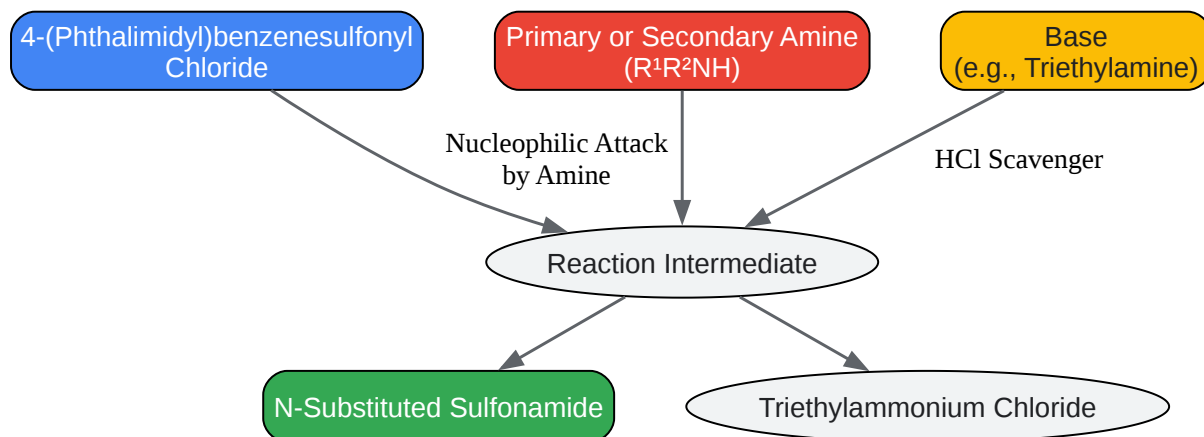 4-(Phthalimidyl)benzenesulfonyl
Chloride
Primary or Secondary Amine
(R¹R²NH)
Base
(e.g., Triethylamine)
Nucleophilic Attack
by Amine
HCl Scavenger
Reaction Intermediate
N-Substituted Sulfonamide
Triethylammonium Chloride